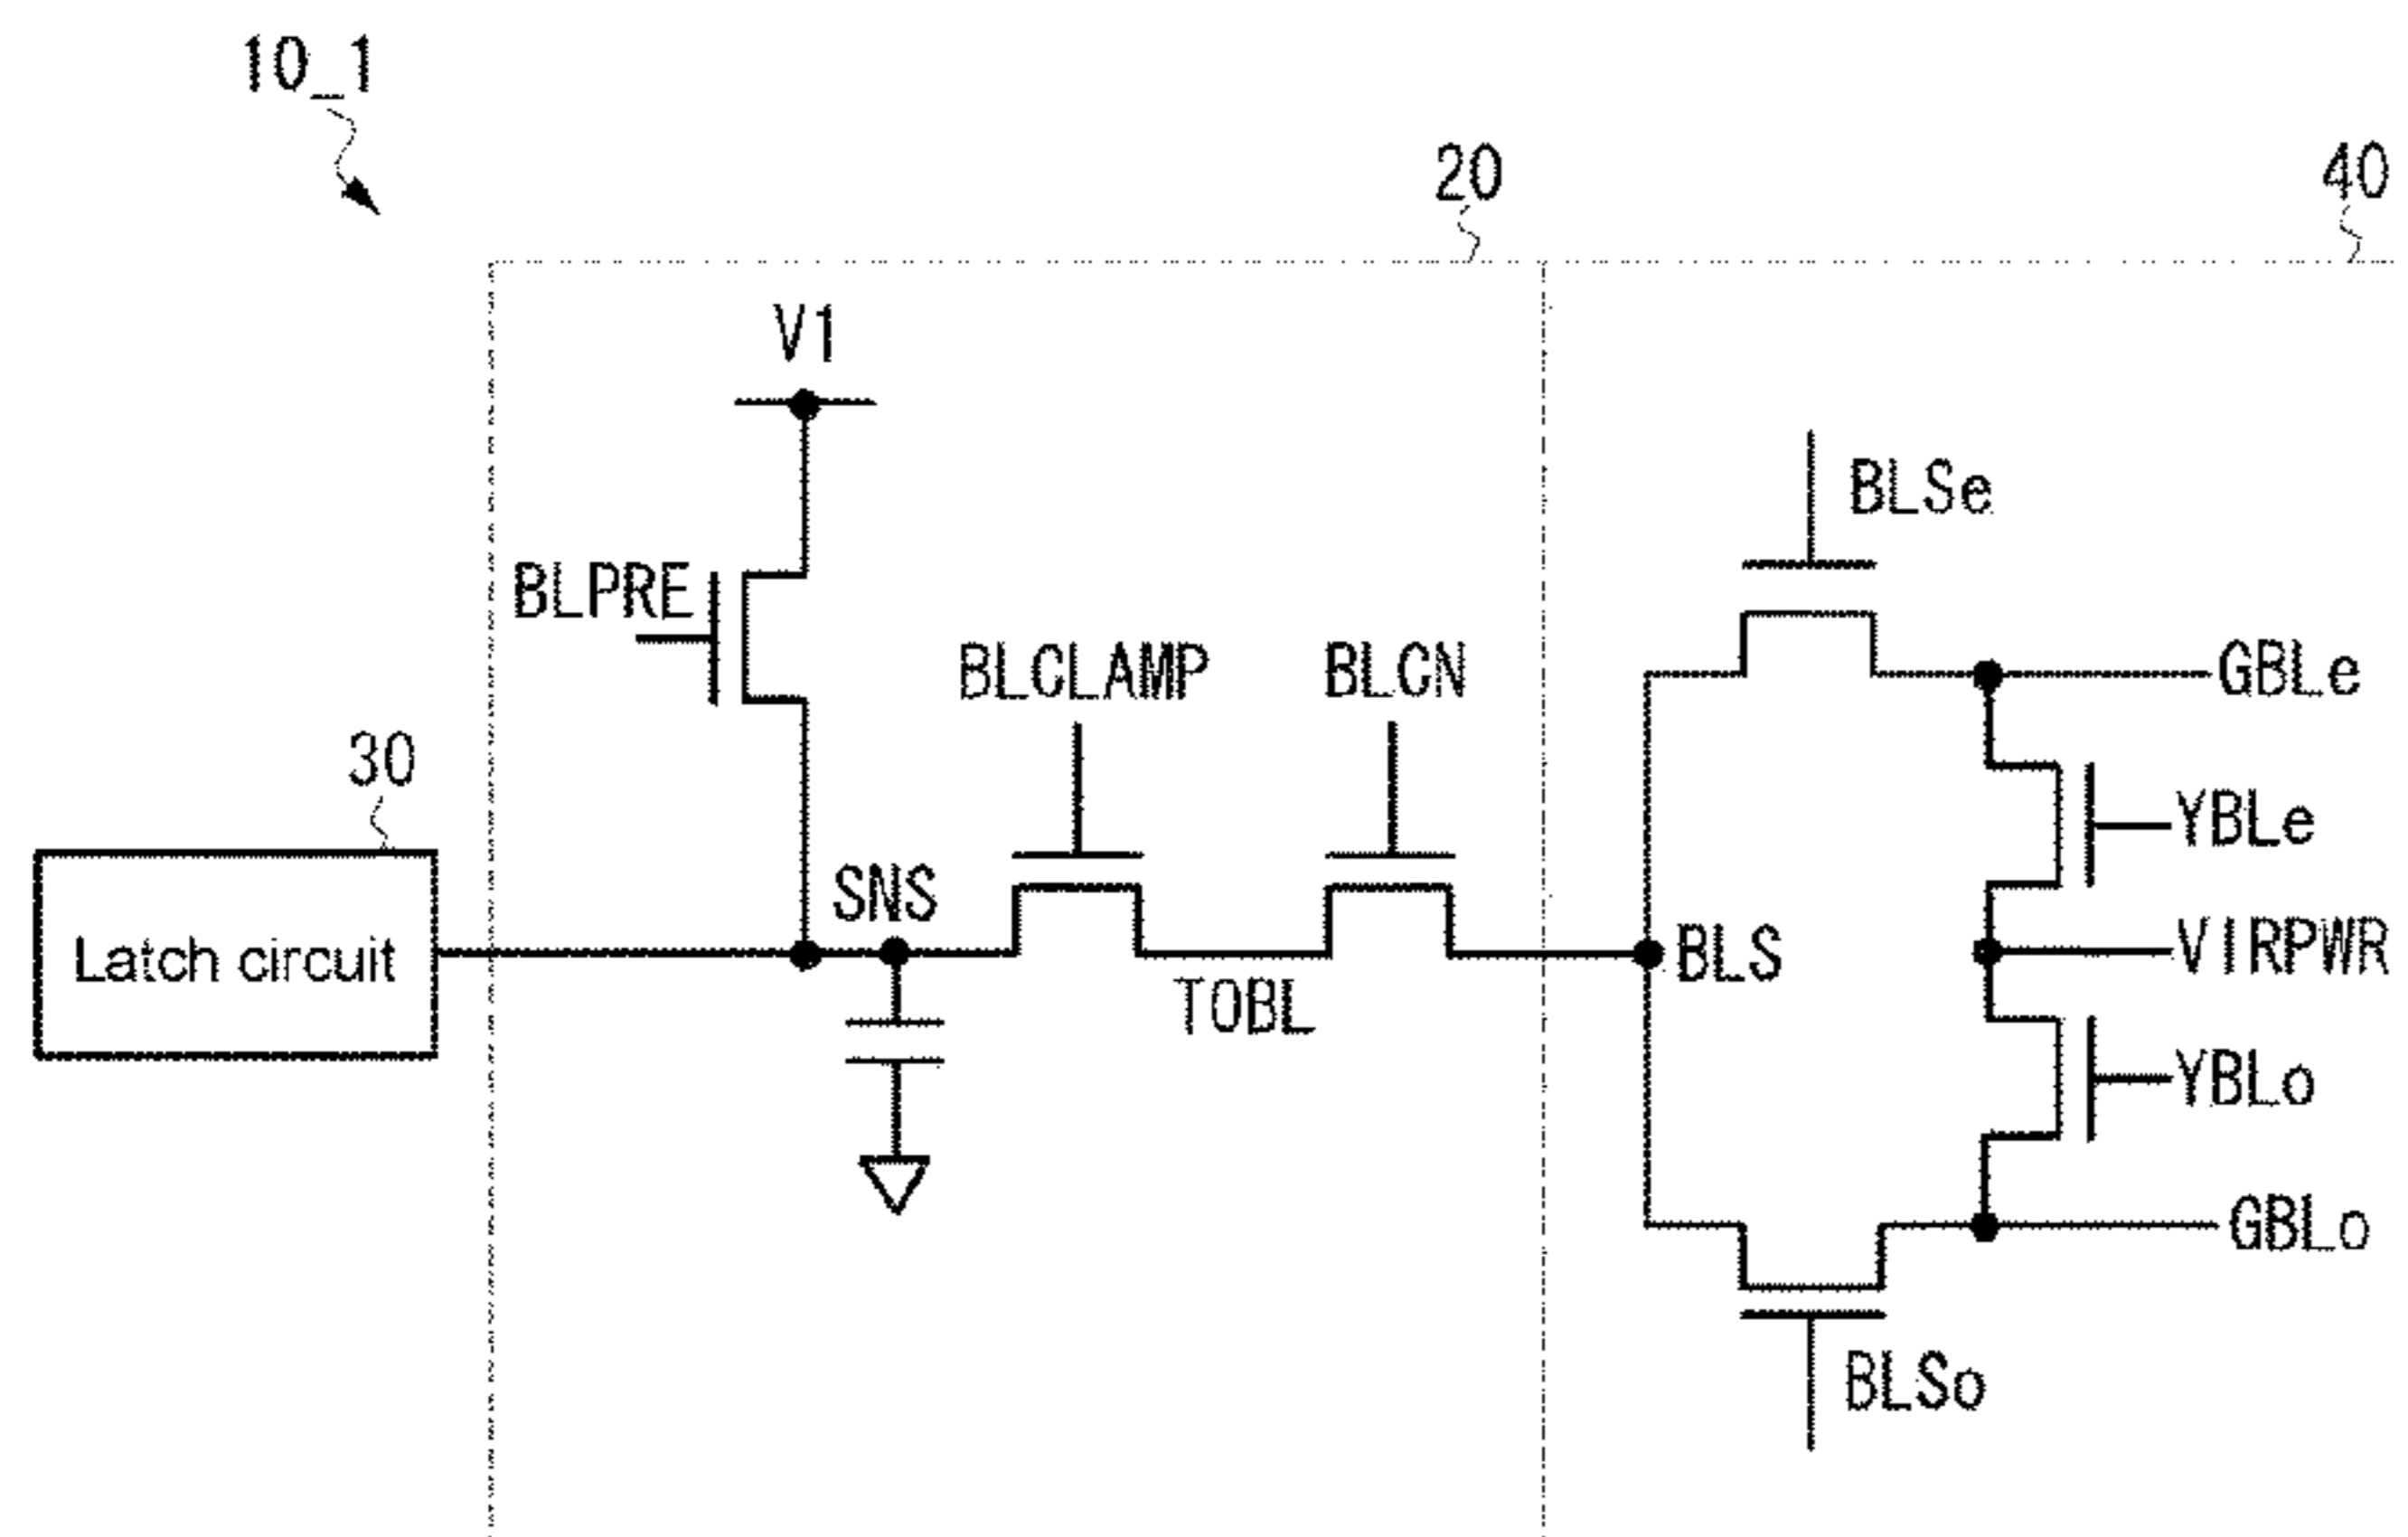 10_1
20
40
V1
BLSe
BLPRE
BLCLAMP
BLCN
GBLe
30
YBLe
SNS
Latch circuit
TOBL
BLS
VIRPWR
YBLo
GBLo
BLSo